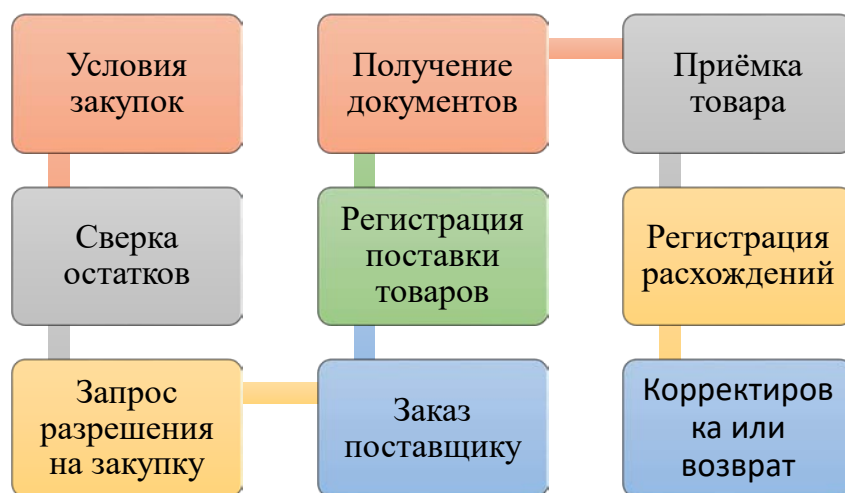 Условия
закупок
Сверка
остатков
Запрос
разрешения
на закупку
Заказ
поставщику
Регистрация
поставки
товаров
Получение
документов
Приёмка
товара
Регистрация
расхождений
Корректиров
ка или
возврат